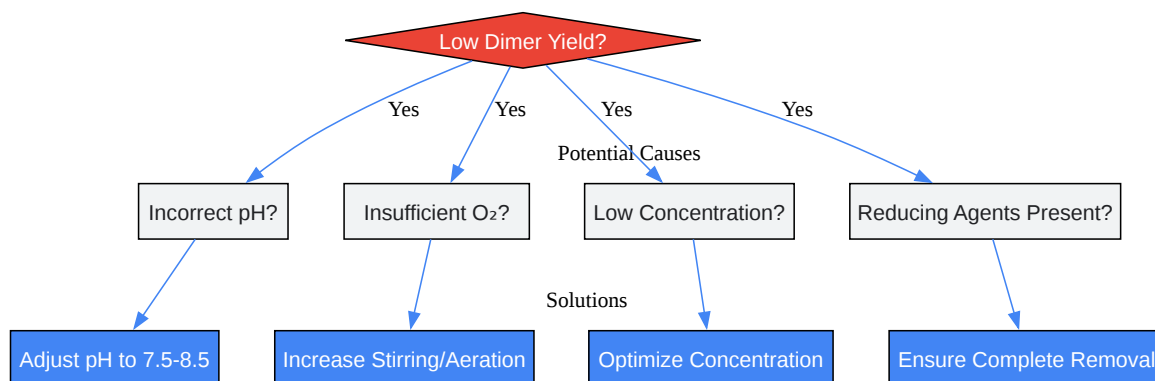 Low Dimer Yield?
Yes
Yes
Yes
Yes
Potential Causes
Incorrect pH?
Insufficient O₂?
Low Concentration?
Reducing Agents Present?
Solutions
Adjust pH to 7.5-8.5
Increase Stirring/Aeration
Optimize Concentration
Ensure Complete Removal